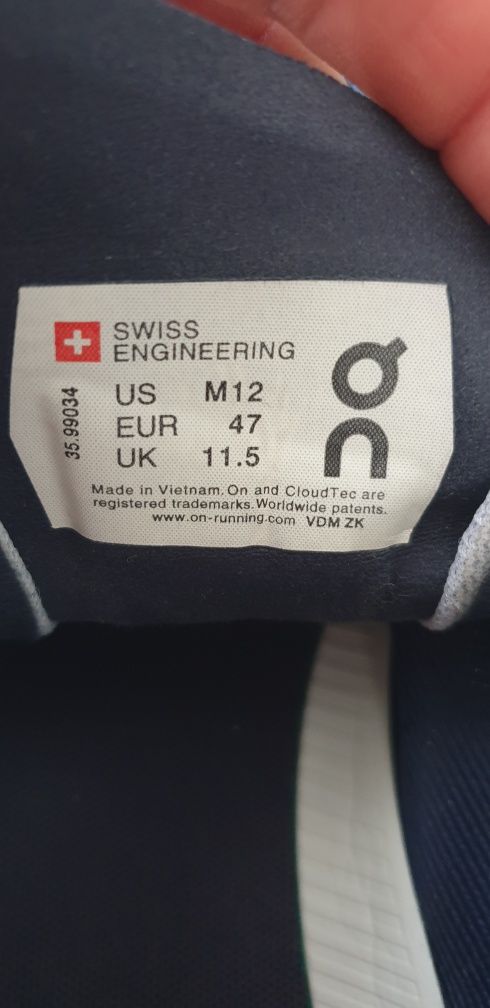 SWISS
ENGINEERING
35.99034
US M12
EUR 47
UK 11.5
On
Made in Vietnam. On and CloudTec are
registered trademarks. Worldwide patents.
www.on-running.com VDM ZK